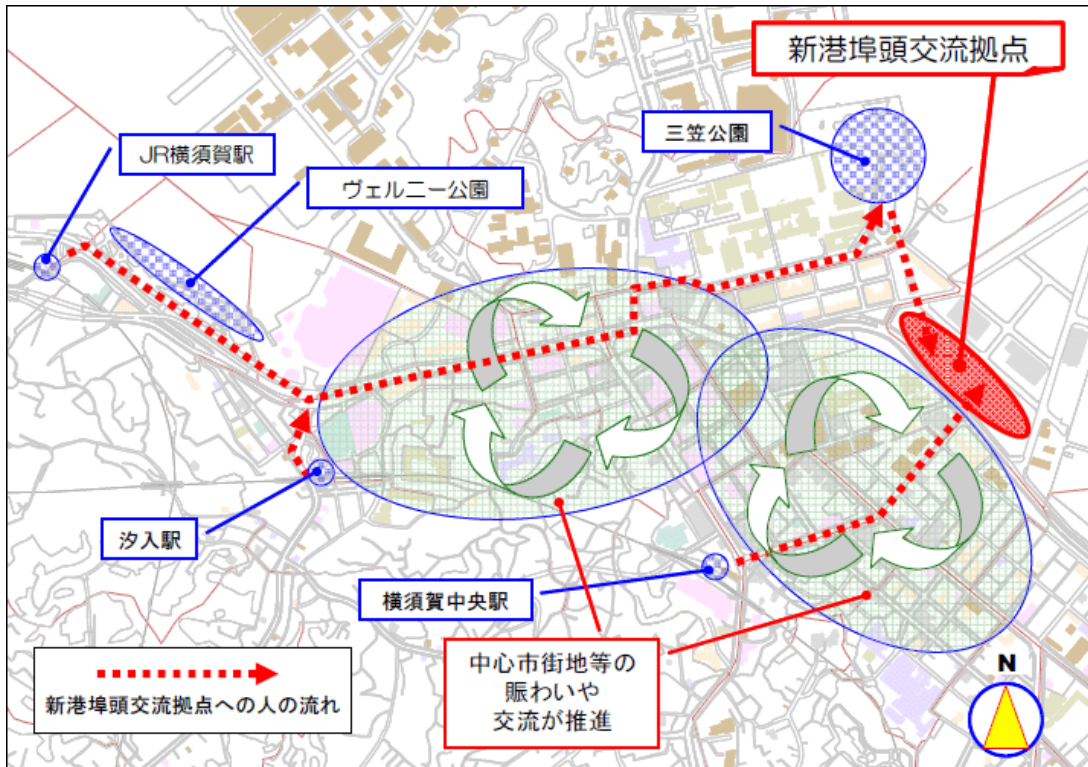 新港埠頭交流拠点
三笠公園
JR横須賀駅
ヴェルニー公園
汐入駅
横須賀中央駅
中心市街地等の
賑わいや
交流が推進
新港埠頭交流拠点への人の流れ
N